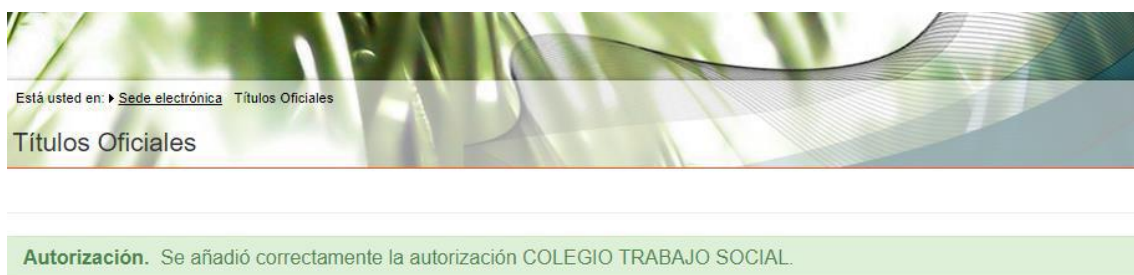 Está usted en: Sede electrónica Títulos Oficiales
Títulos Oficiales
Autorización. Se añadió correctamente la autorización COLEGIO TRABAJO SOCIAL.